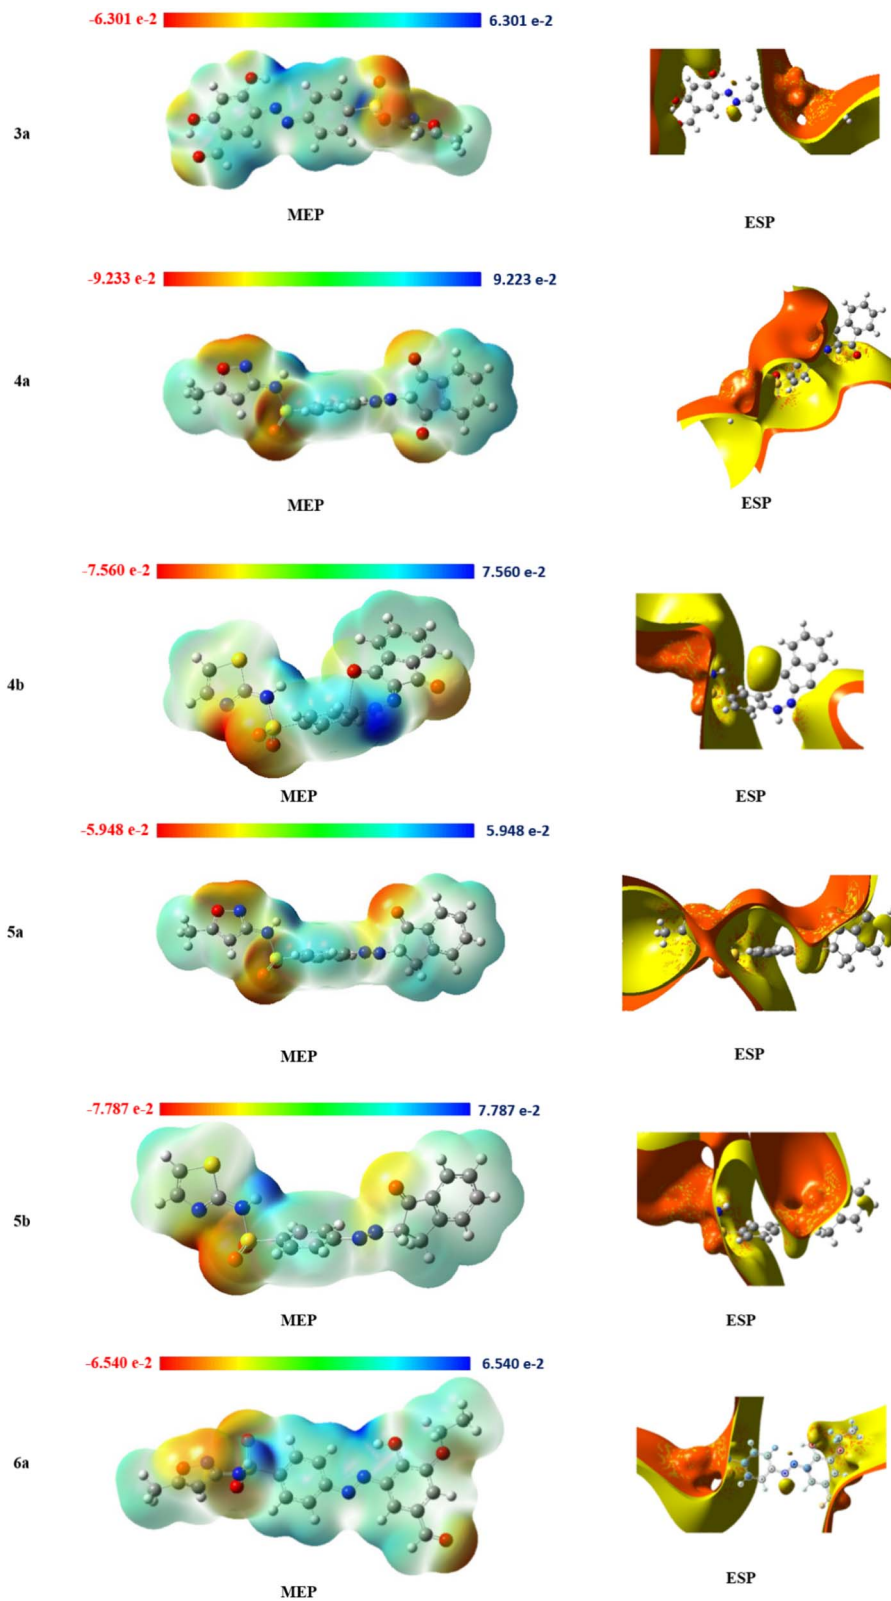 -6.301 e-2 6.301 e-2
3a
MEP ESP
-9.233 e-2 9.223 e-2
4a
MEP ESP
-7.560 e-2 7.560 e-2
4b
MEP ESP
-5.948 e-2 5.948 e-2
5a
MEP ESP
-7.787 e-2 7.787 e-2
5b
MEP ESP
-6.540 e-2 6.540 e-2
6a
MEP ESP